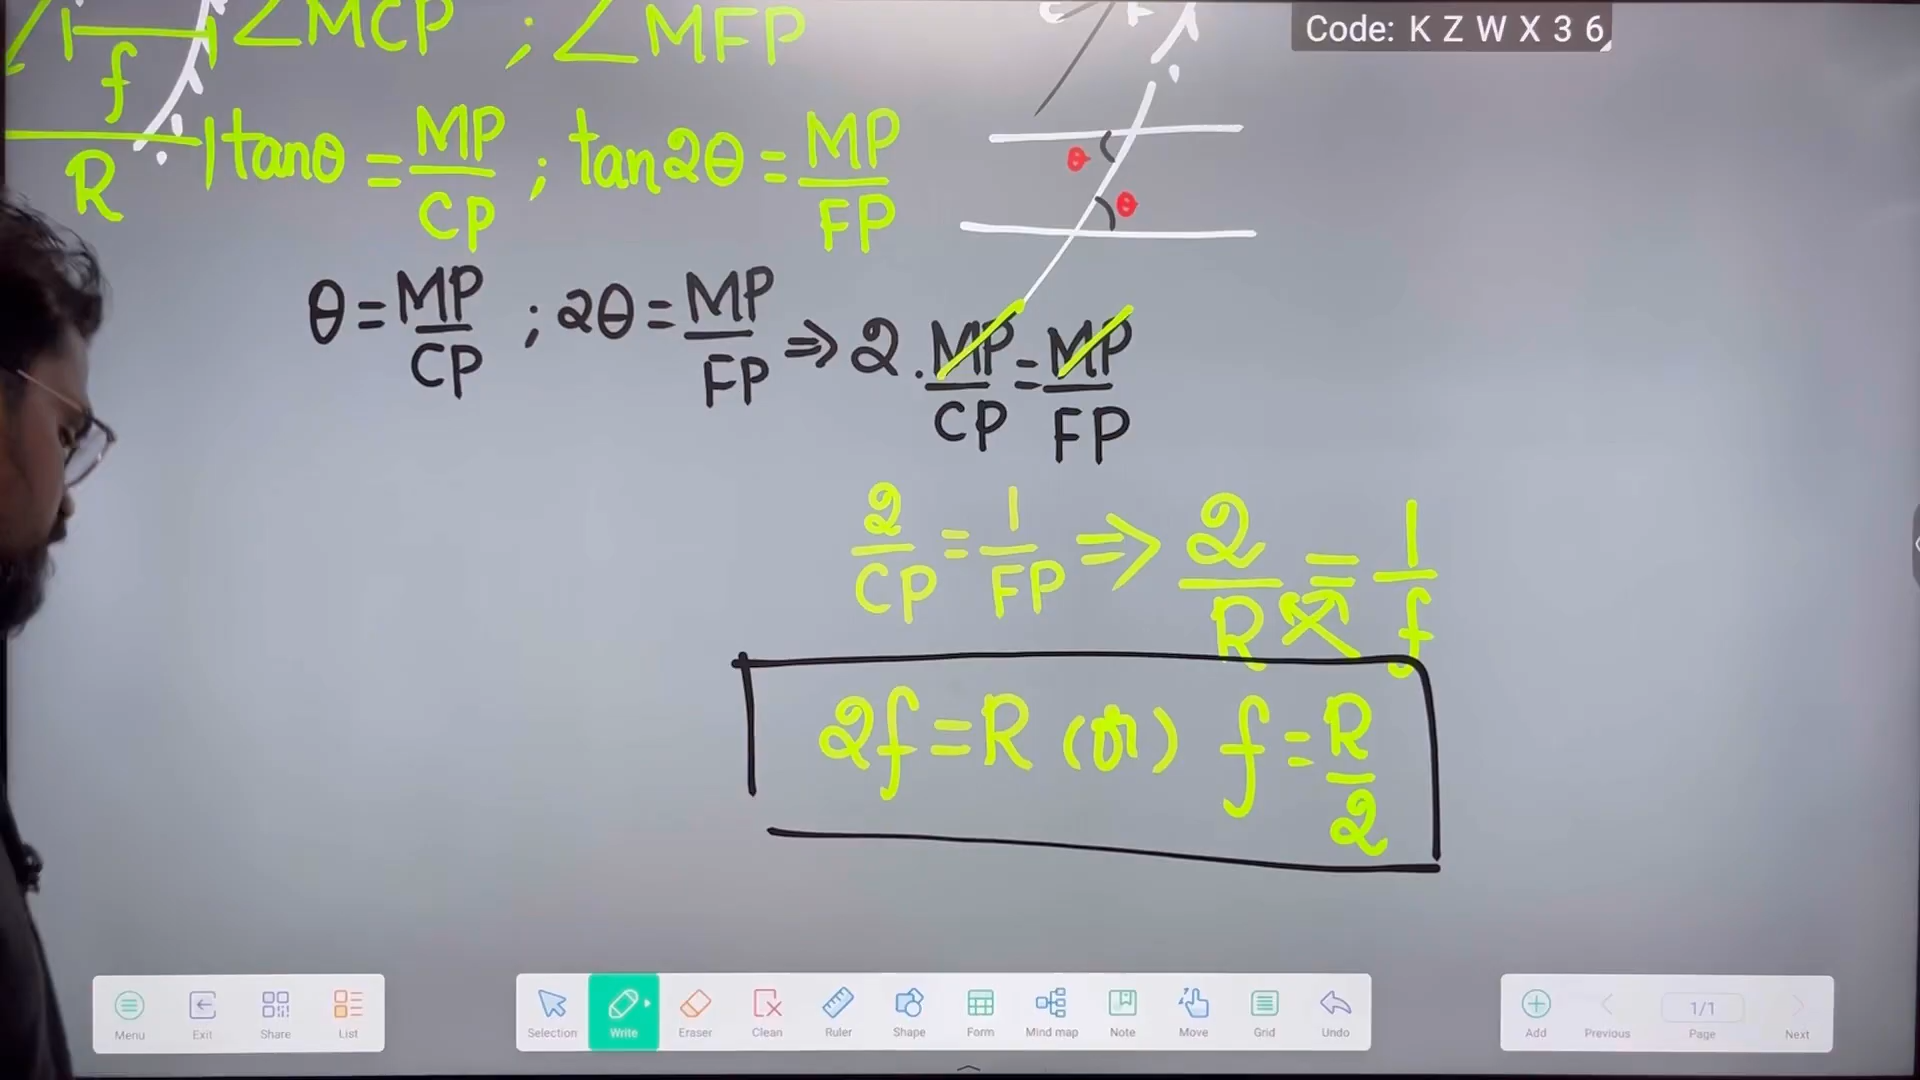 Code: K Z W X 3 6
∠MCP ; ∠MFP
f
R
tanθ = MP/CP ; tan2θ = MP/FP
θ
θ
θ = MP/CP ; 2θ = MP/FP ⇒ 2 . MP/CP = MP/FP
2/CP = 1/FP ⇒ 2/R = 1/f
2f = R (or) f = R/2
Menu
Exit
Share
List
Selection
Write
Eraser
Clean
Ruler
Shape
Form
Mind map
Note
Move
Grid
Undo
Add
Previous
1/1
Page
Next